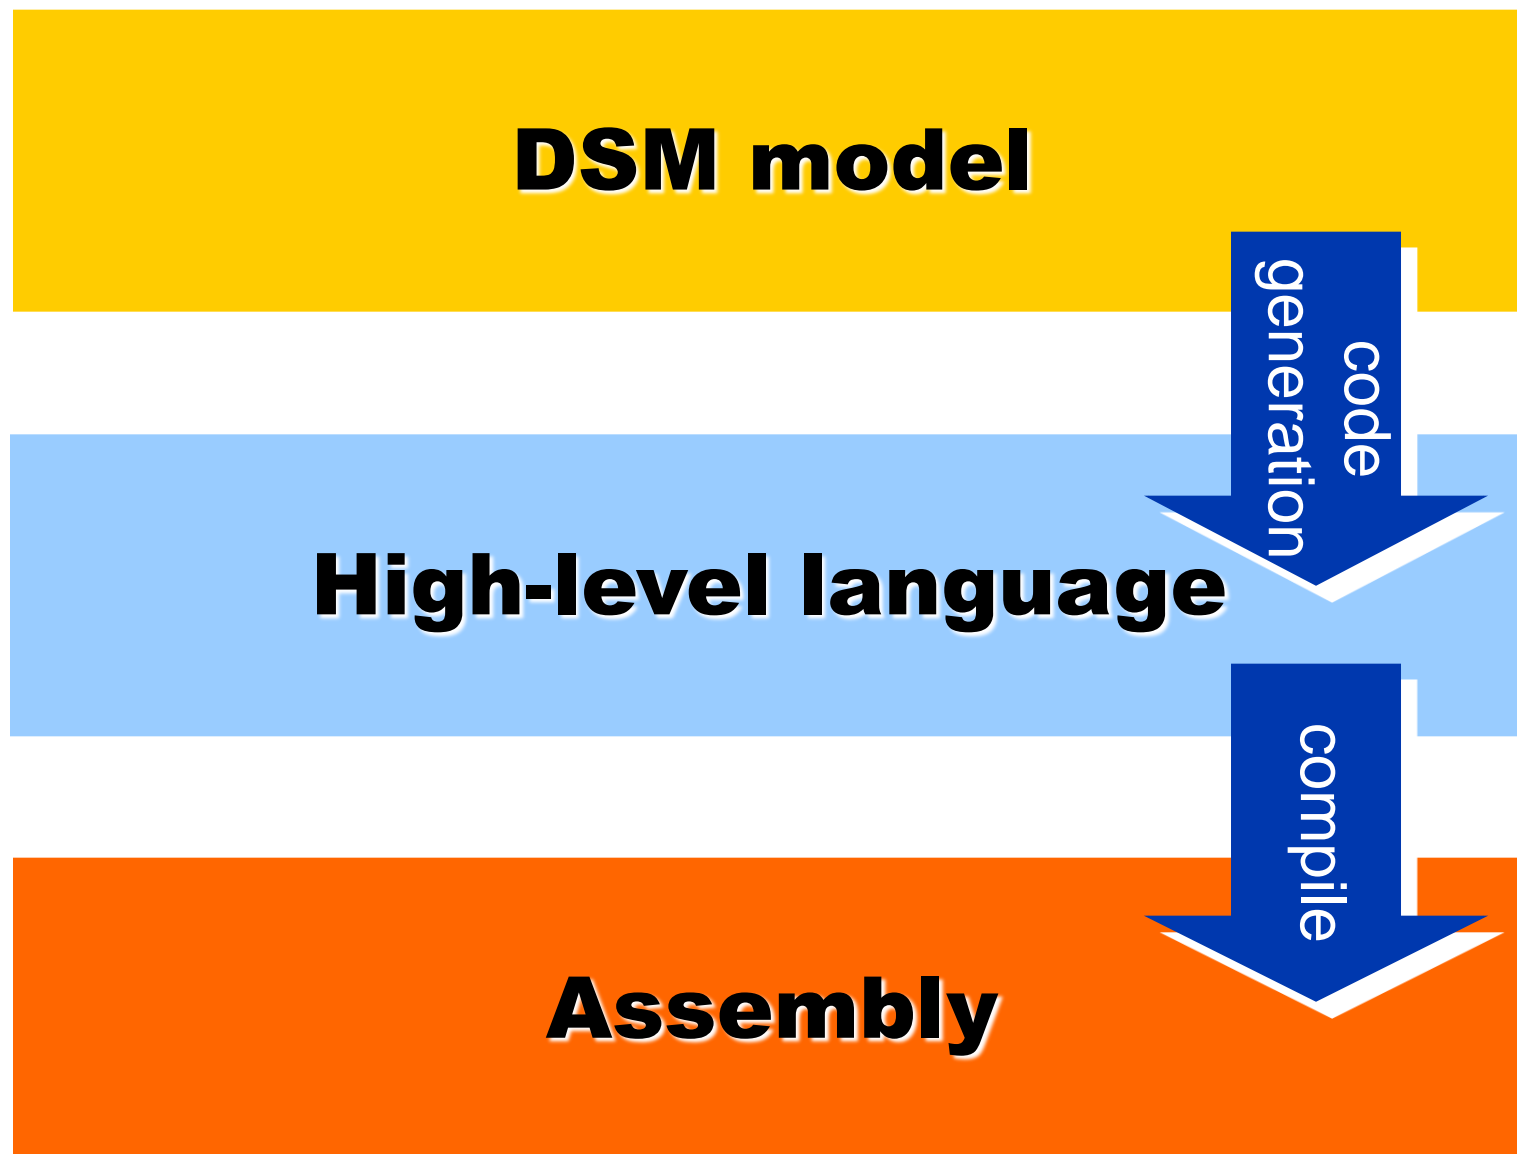 DSM model
code
generation
High-level language
compile
Assembly